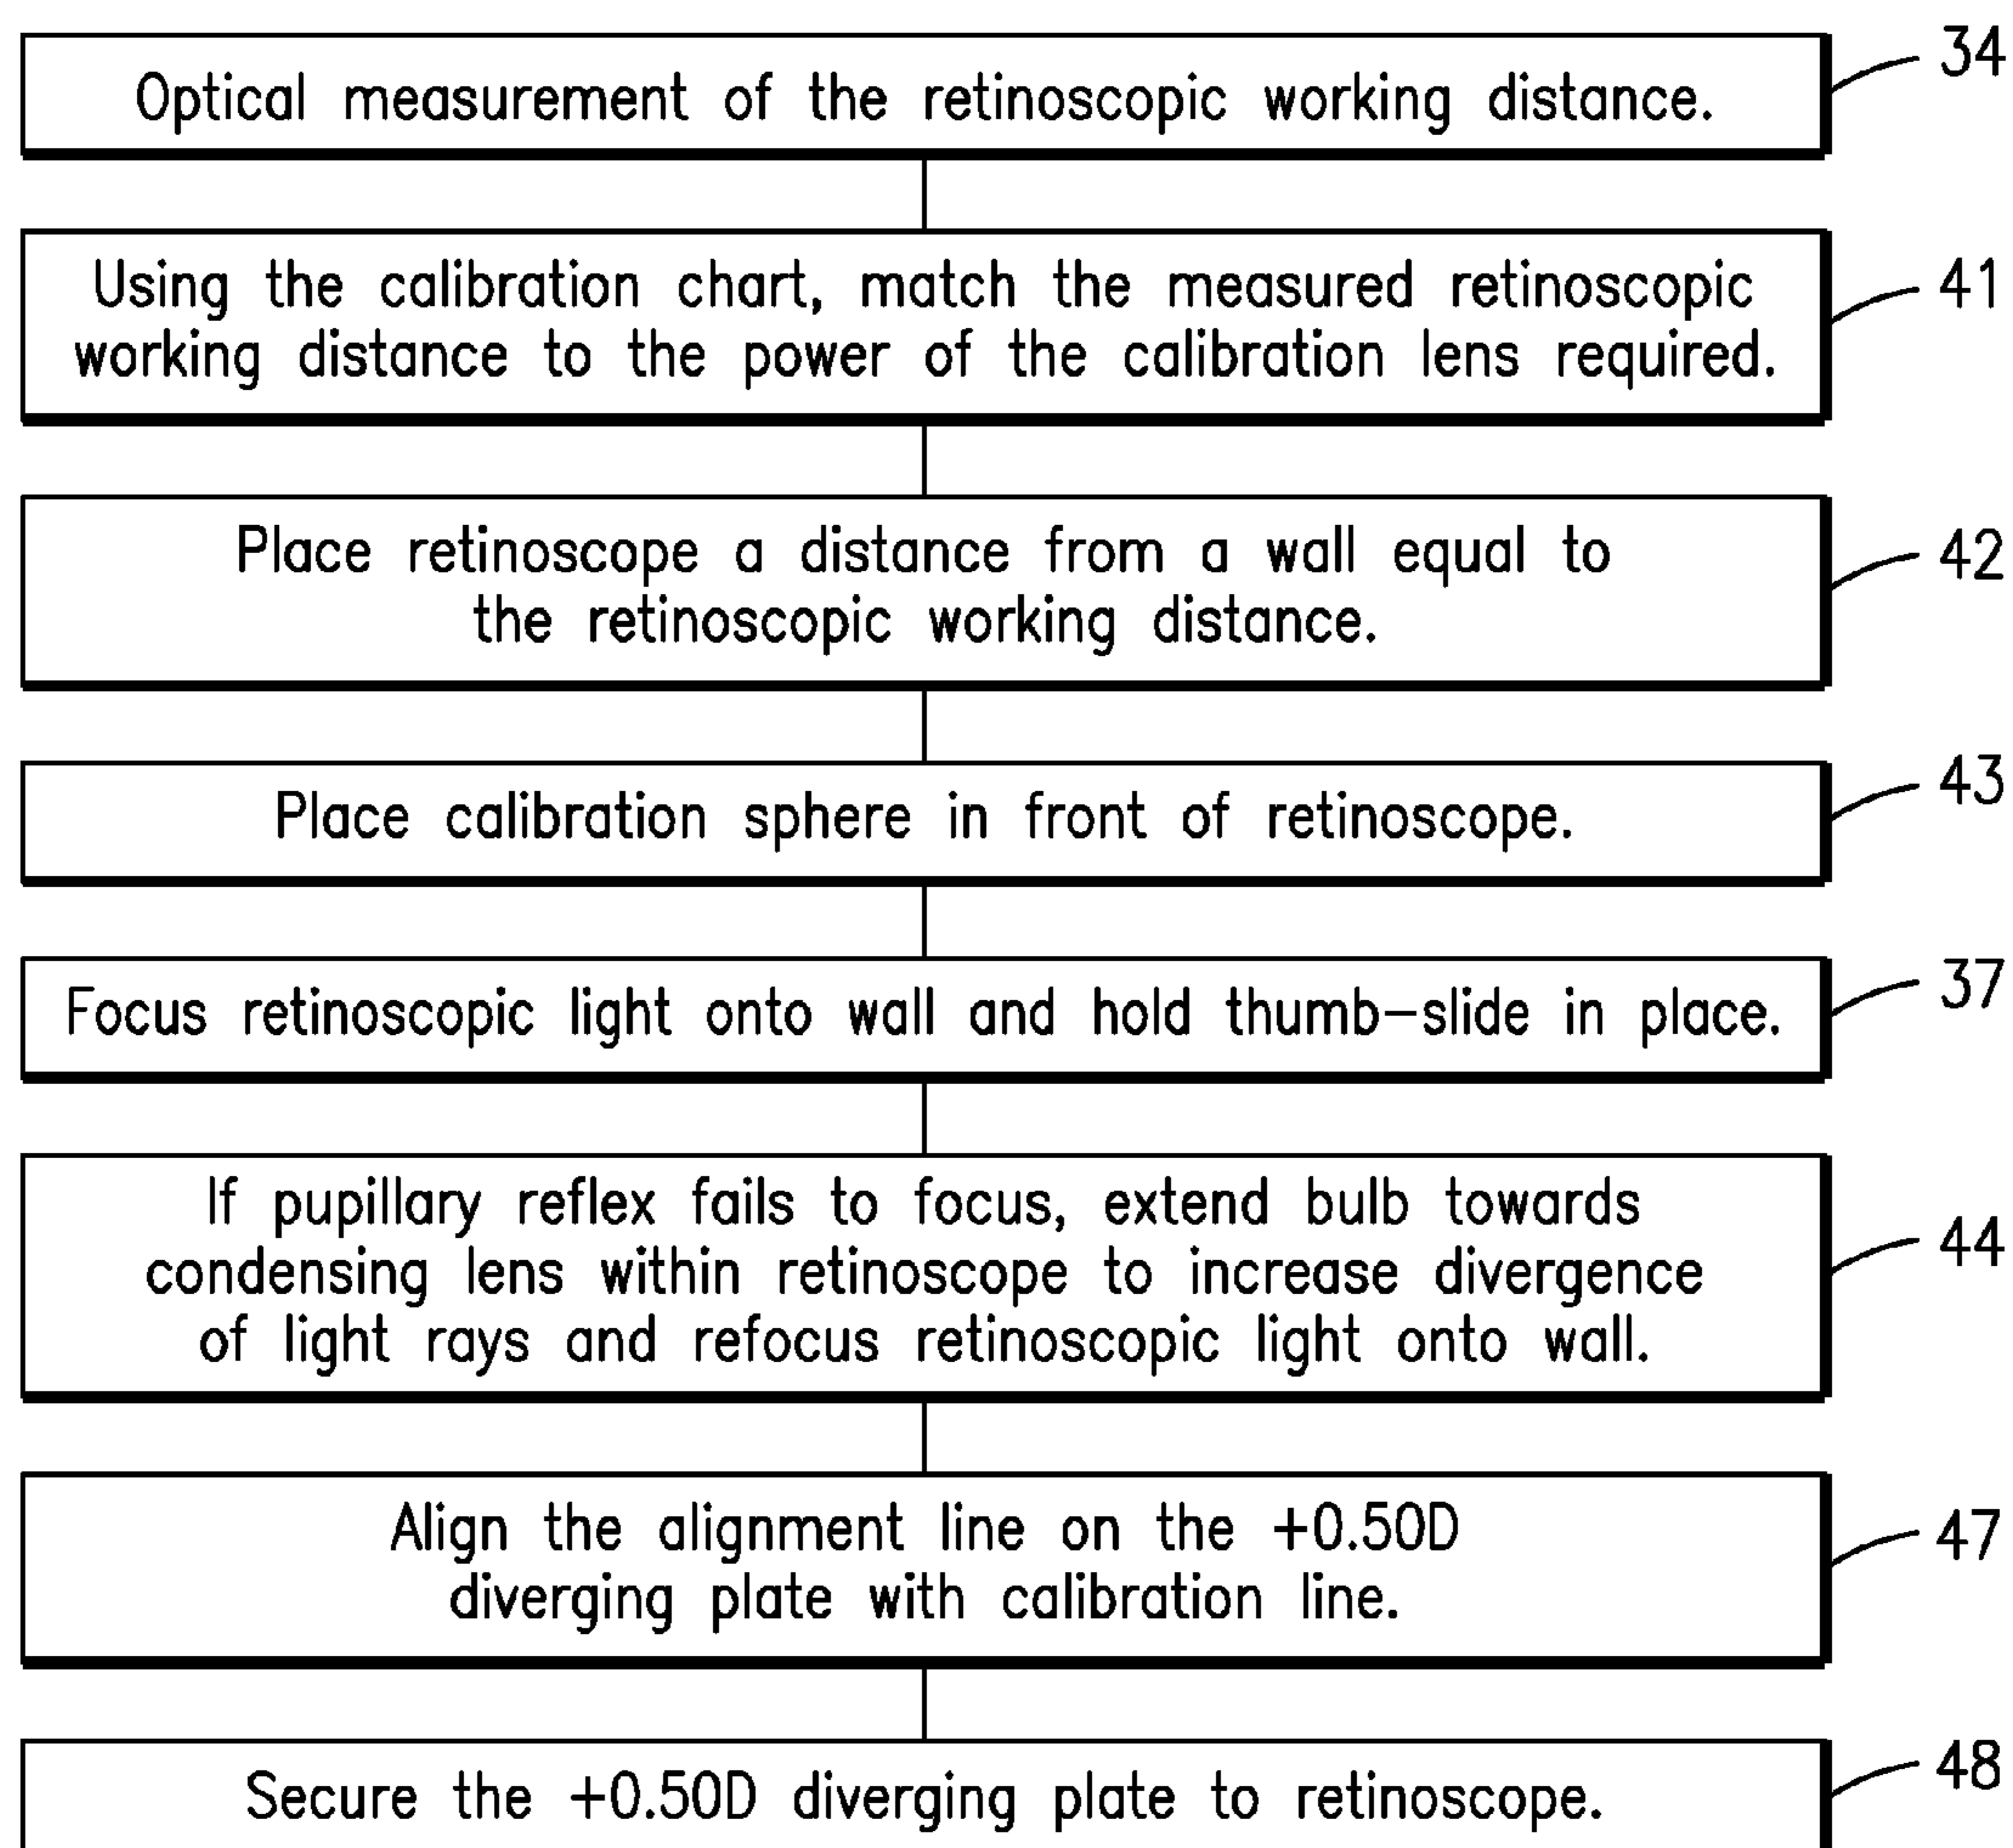 Optical measurement of the retinoscopic working distance.
34
Using the calibration chart, match the measured retinoscopic
working distance to the power of the calibration lens required.
41
Place retinoscope a distance from a wall equal to
the retinoscopic working distance.
42
Place calibration sphere in front of retinoscope.
43
Focus retinoscopic light onto wall and hold thumb-slide in place.
37
If pupillary reflex fails to focus, extend bulb towards
condensing lens within retinoscope to increase divergence
of light rays and refocus retinoscopic light onto wall.
44
Align the alignment line on the +0.50D
diverging plate with calibration line.
47
Secure the +0.50D diverging plate to retinoscope.
48